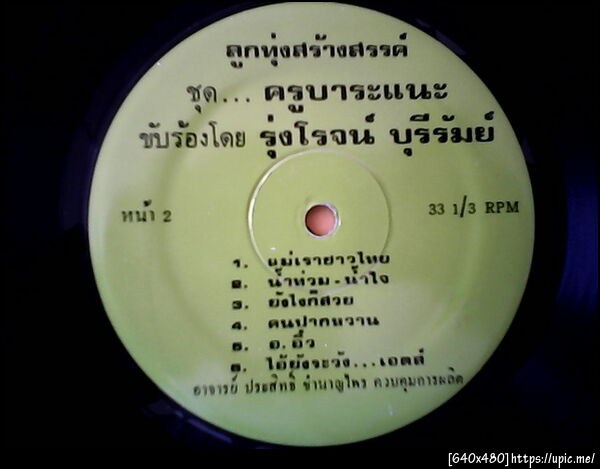 ลูกทุ่งสร้างสรรค์
ชุด... ครูบาระแนะ
ขับร้องโดย รุ่งโรจน์ บุรีรัมย์
หน้า 2
33 1/3 RPM
1. แม่เราชาวไทย
2. น้ำท่วม-น้ำใจ
3. ยังไงก็สวย
4. คนปากหวาน
5. อ.อิ๋ว
6. ไอ้ยังระวัง...เอดส์
อาจารย์ ประสิทธิ์ ชำนาญไพร ควบคุมการผลิต
[640x480]https://upic.me/